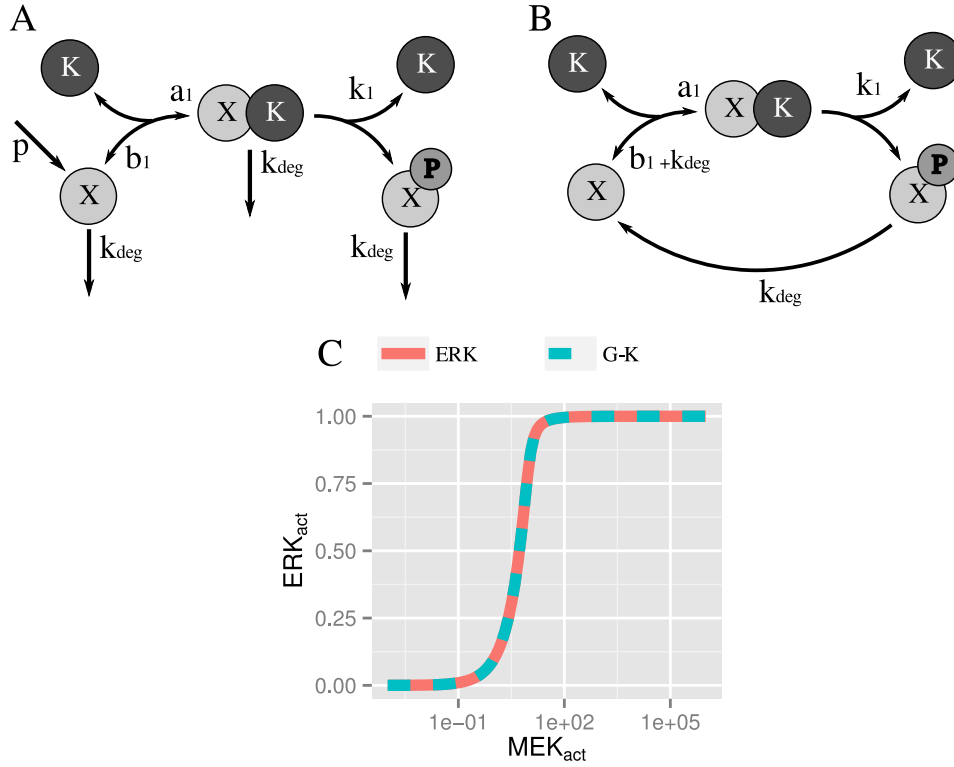 A
K
a1
X K
k1
K
p
b1
kdeg
P
X
X
kdeg
kdeg
B
K
a1
X K
k1
K
b1 +kdeg
P
X
X
kdeg
C
ERK
G-K
1.00
0.75
0.50
0.25
0.00
ERKact
1e−01
1e+02
1e+05
MEKact